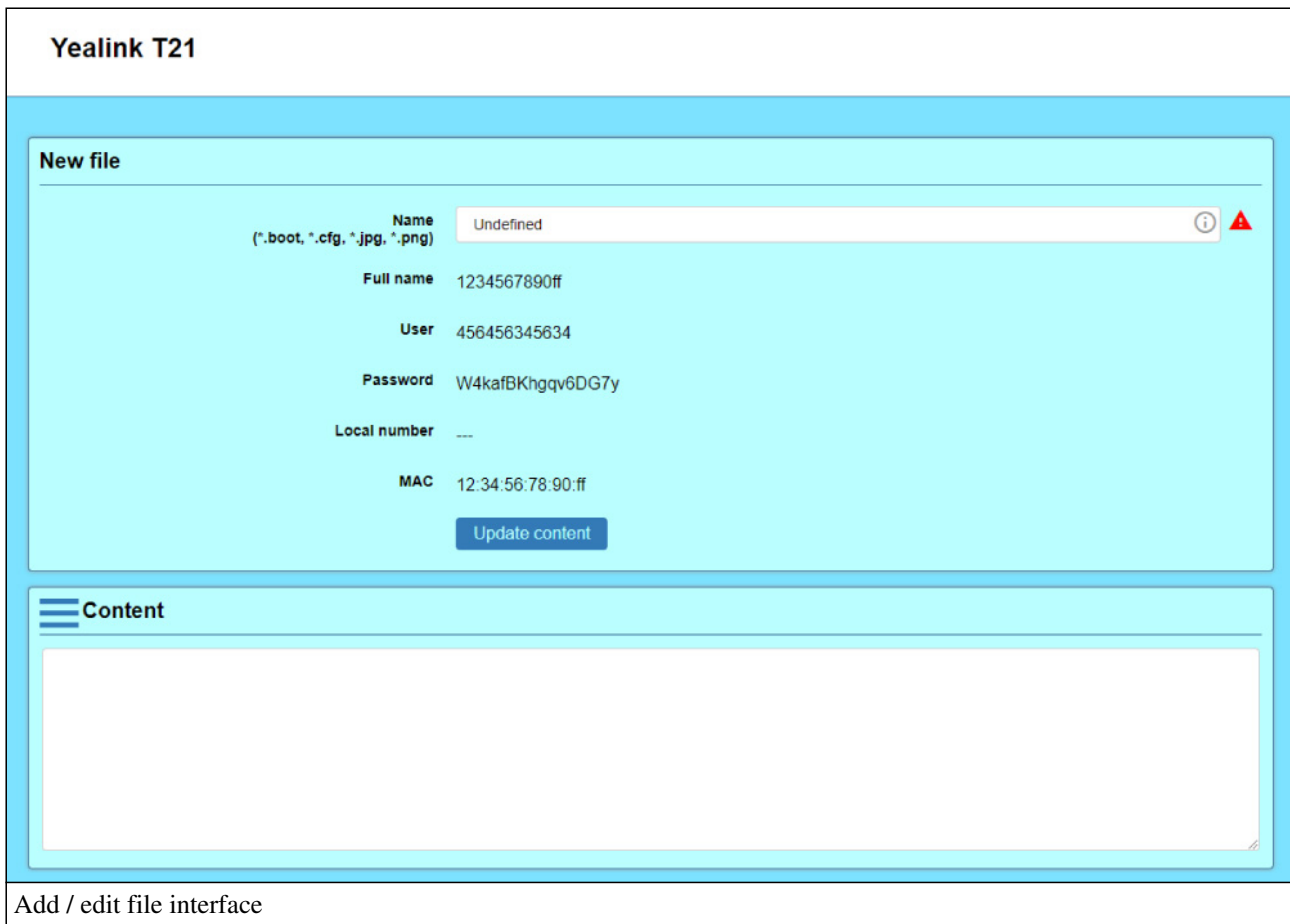 Yealink T21
New file
Name
(*.boot, *.cfg, *.jpg, *.png)
Undefined
Full name
1234567890ff
User
456456345634
Password
W4kafBKhgqv6DG7y
Local number
---
MAC
12:34:56:78:90:ff
Update content
Content
Add / edit file interface